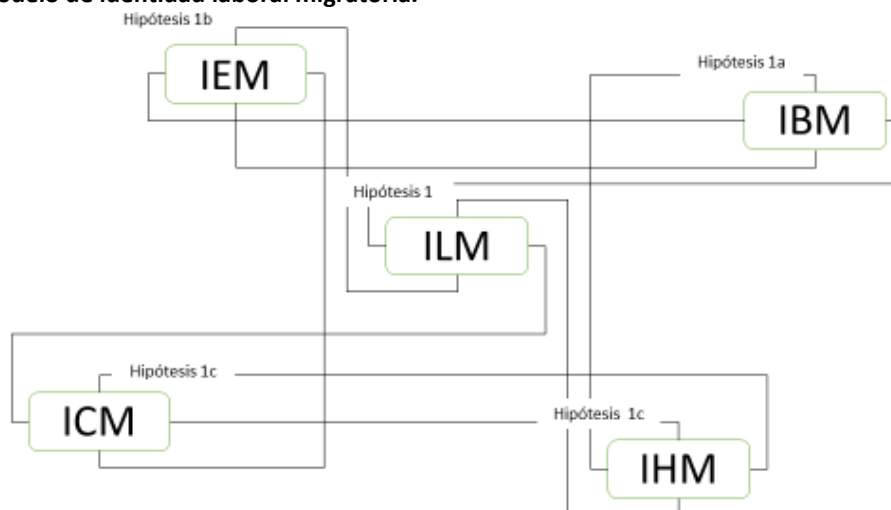 odelo de identidad laboral migratoria.
Hipótesis 1b
IEM
Hipótesis 1a
IBM
Hipótesis 1
ILM
Hipótesis 1c
ICM
Hipótesis 1c
IHM